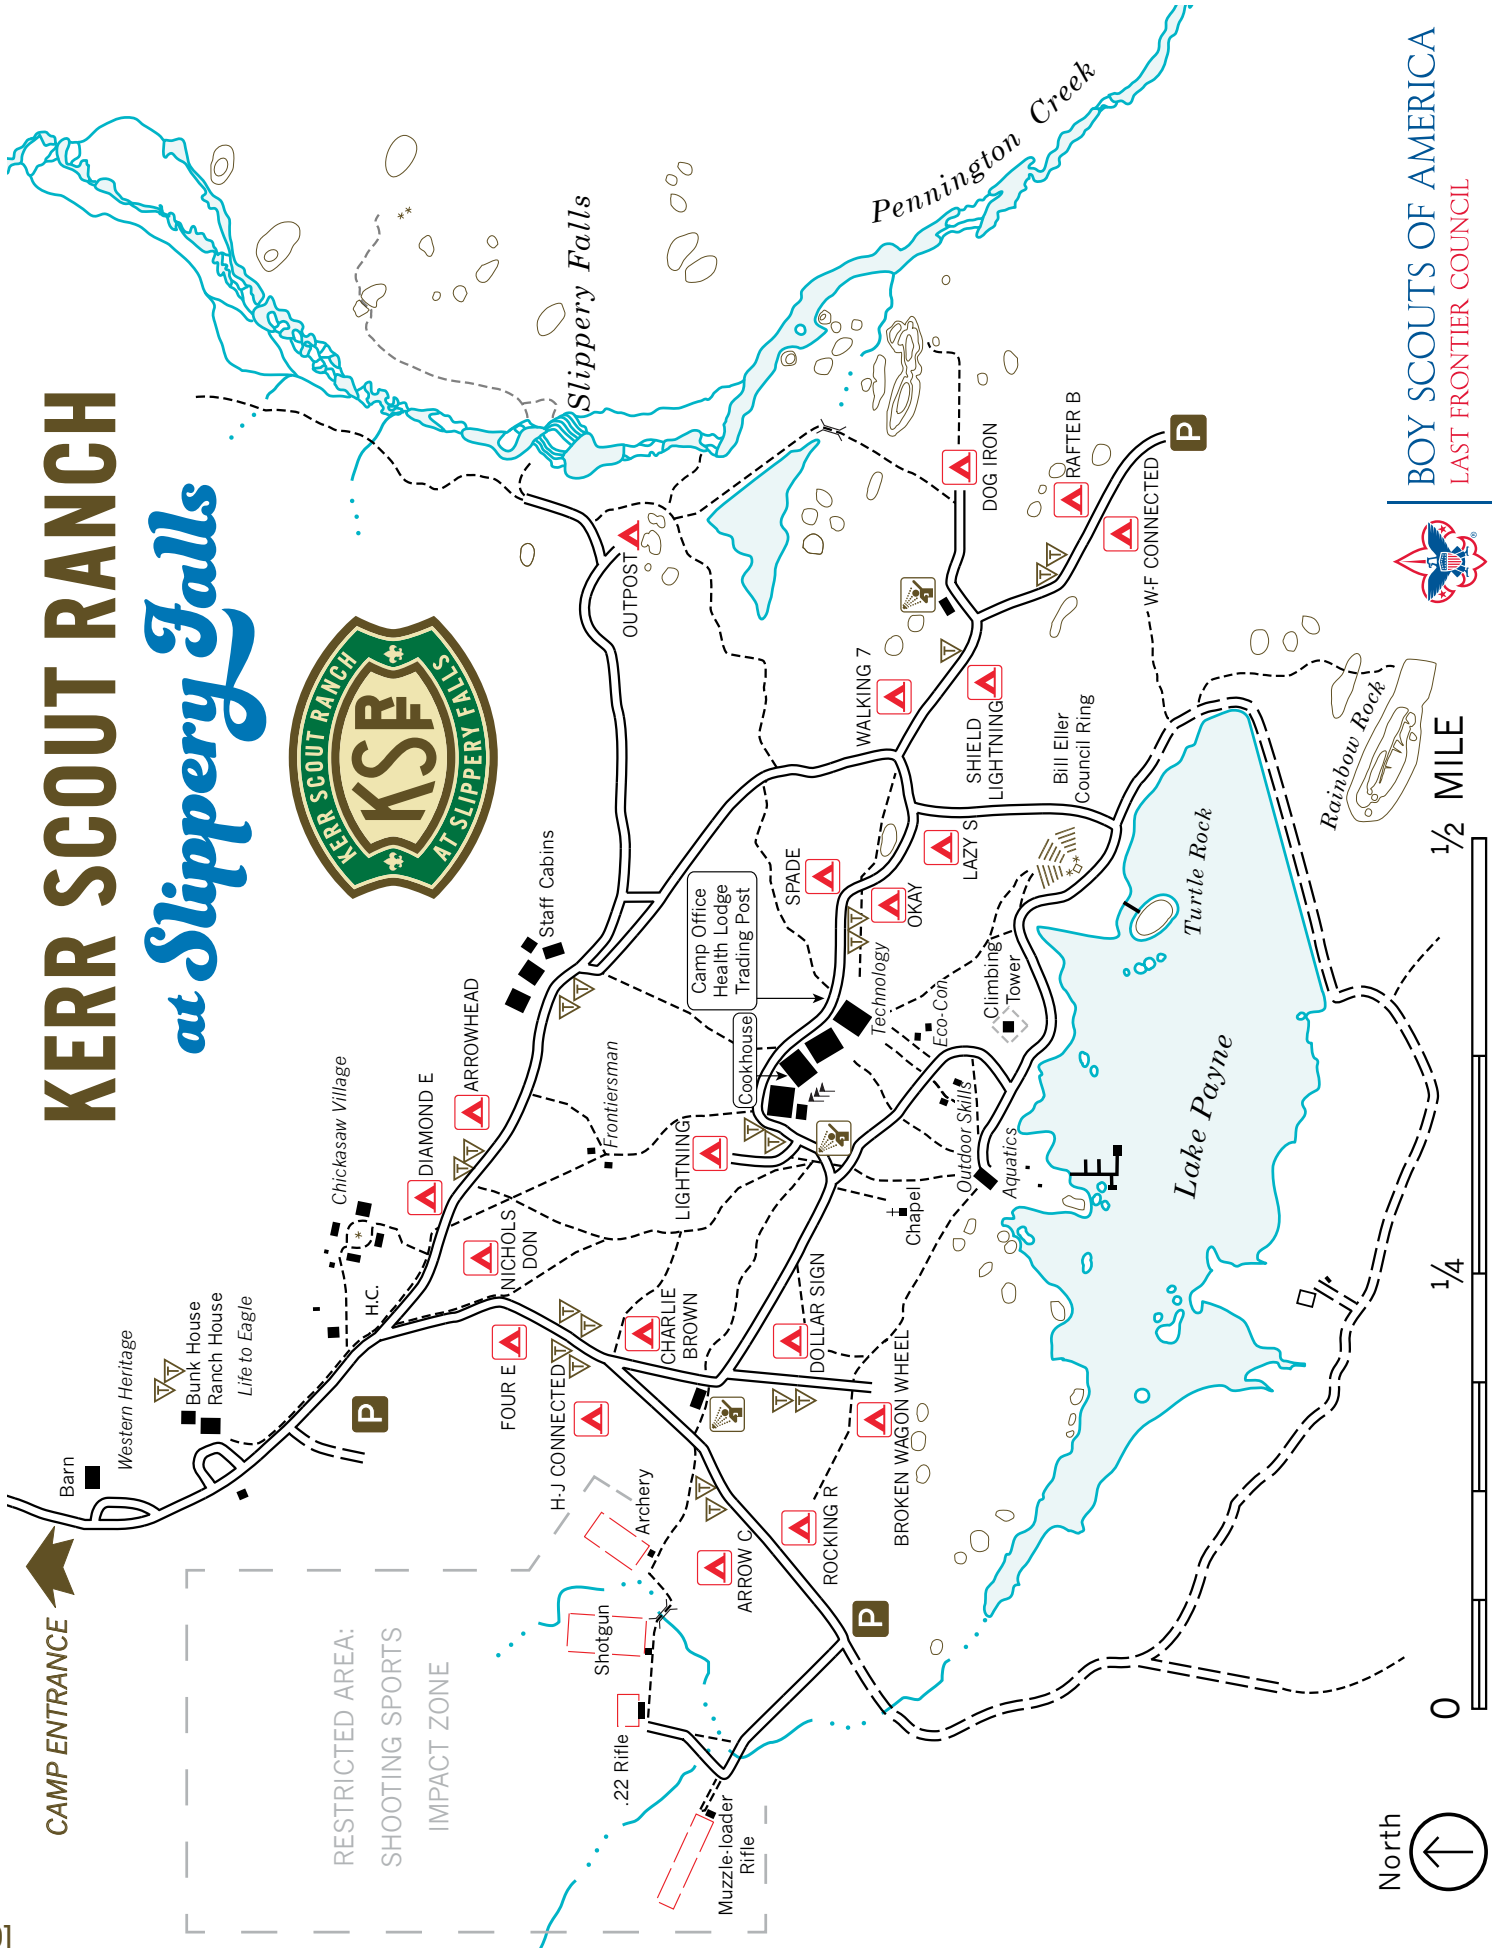 KERR SCOUT RANCH
at Slippery Falls
KERR SCOUT RANCH
KSR
AT SLIPPERY FALLS
CAMP ENTRANCE
Barn
Western Heritage
Bunk House
Ranch House
Life to Eagle
P
H.C.
Chickasaw Village
DIAMOND E
ARROWHEAD
Staff Cabins
NICHOLS
DON
FOUR E
H-J CONNECTED
CHARLIE
BROWN
Frontiersman
LIGHTNING
Cookhouse
Camp Office
Health Lodge
Trading Post
SPADE
OKAY
LAZY S
Technology
Eco-Con
Climbing
Tower
Outdoor Skills
Aquatics
Chapel
DOLLAR SIGN
BROKEN WAGON WHEEL
ROCKING R
ARROW C
P
Archery
Shotgun
.22 Rifle
Muzzle-loader
Rifle
RESTRICTED AREA:
SHOOTING SPORTS
IMPACT ZONE
OUTPOST
Slippery Falls
Pennington Creek
WALKING 7
SHIELD
LIGHTNING
Bill Eller
Council Ring
DOG IRON
RAFTER B
W-F CONNECTED
P
Turtle Rock
Lake Payne
Rainbow Rock
North
0
1/4
1/2 MILE
BOY SCOUTS OF AMERICA
LAST FRONTIER COUNCIL